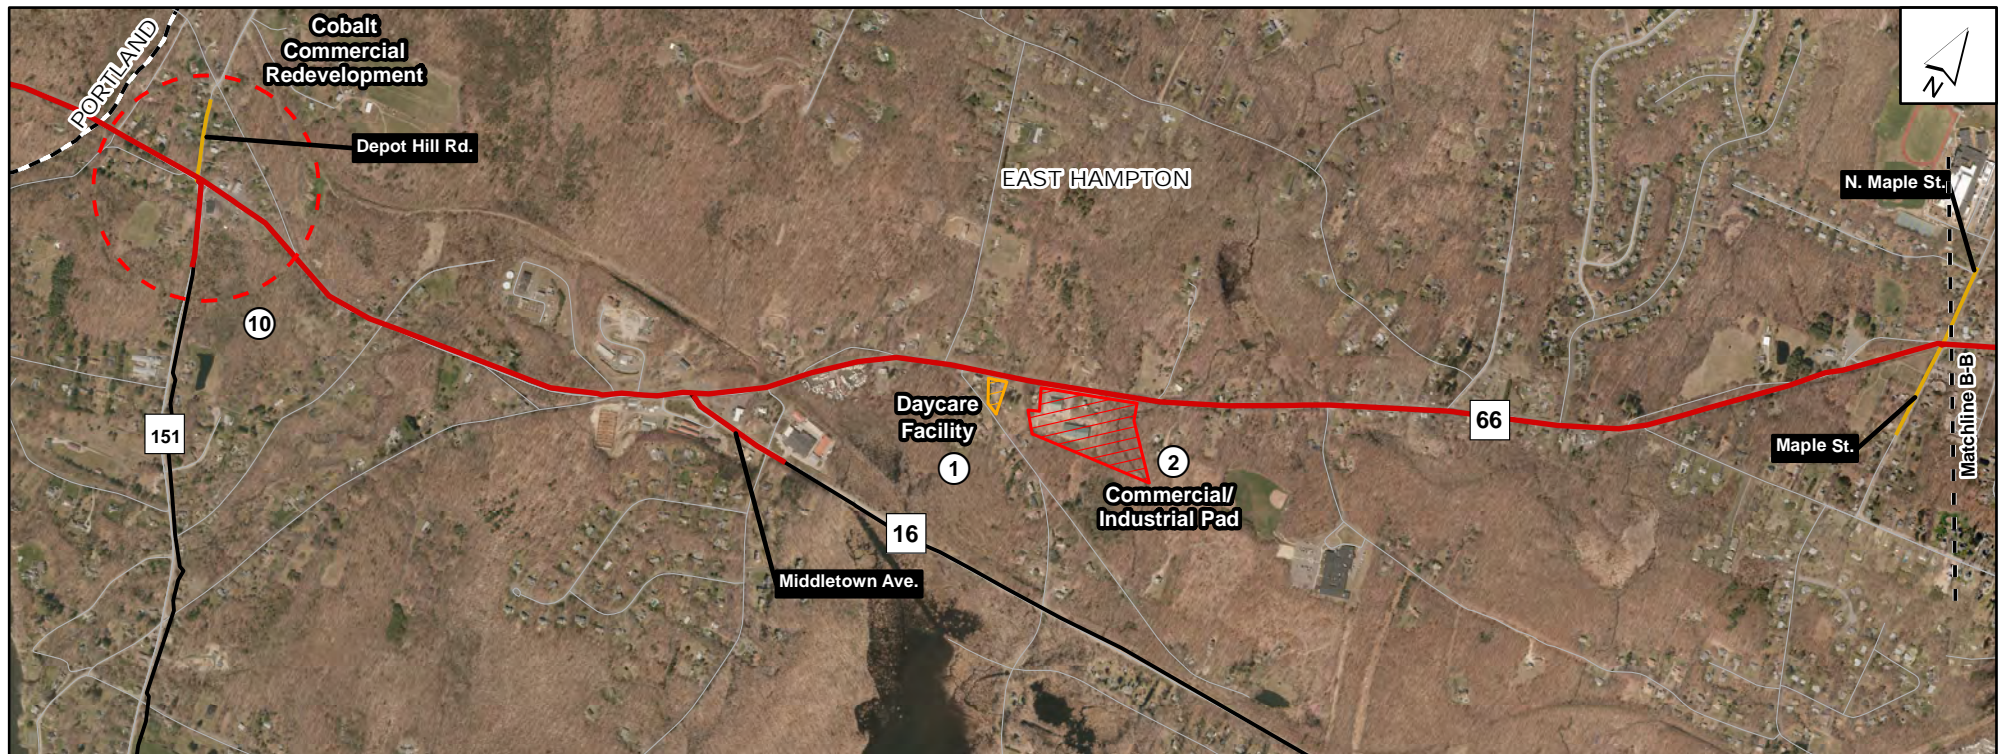 Cobalt
Commercial
Redevelopment
PORTLAND
N
Depot Hill Rd.
EAST HAMPTON
N. Maple St.
10
151
Daycare
Facility
1
2
Commercial/
Industrial Pad
66
Maple St.
Matchline B-B
16
Middletown Ave.